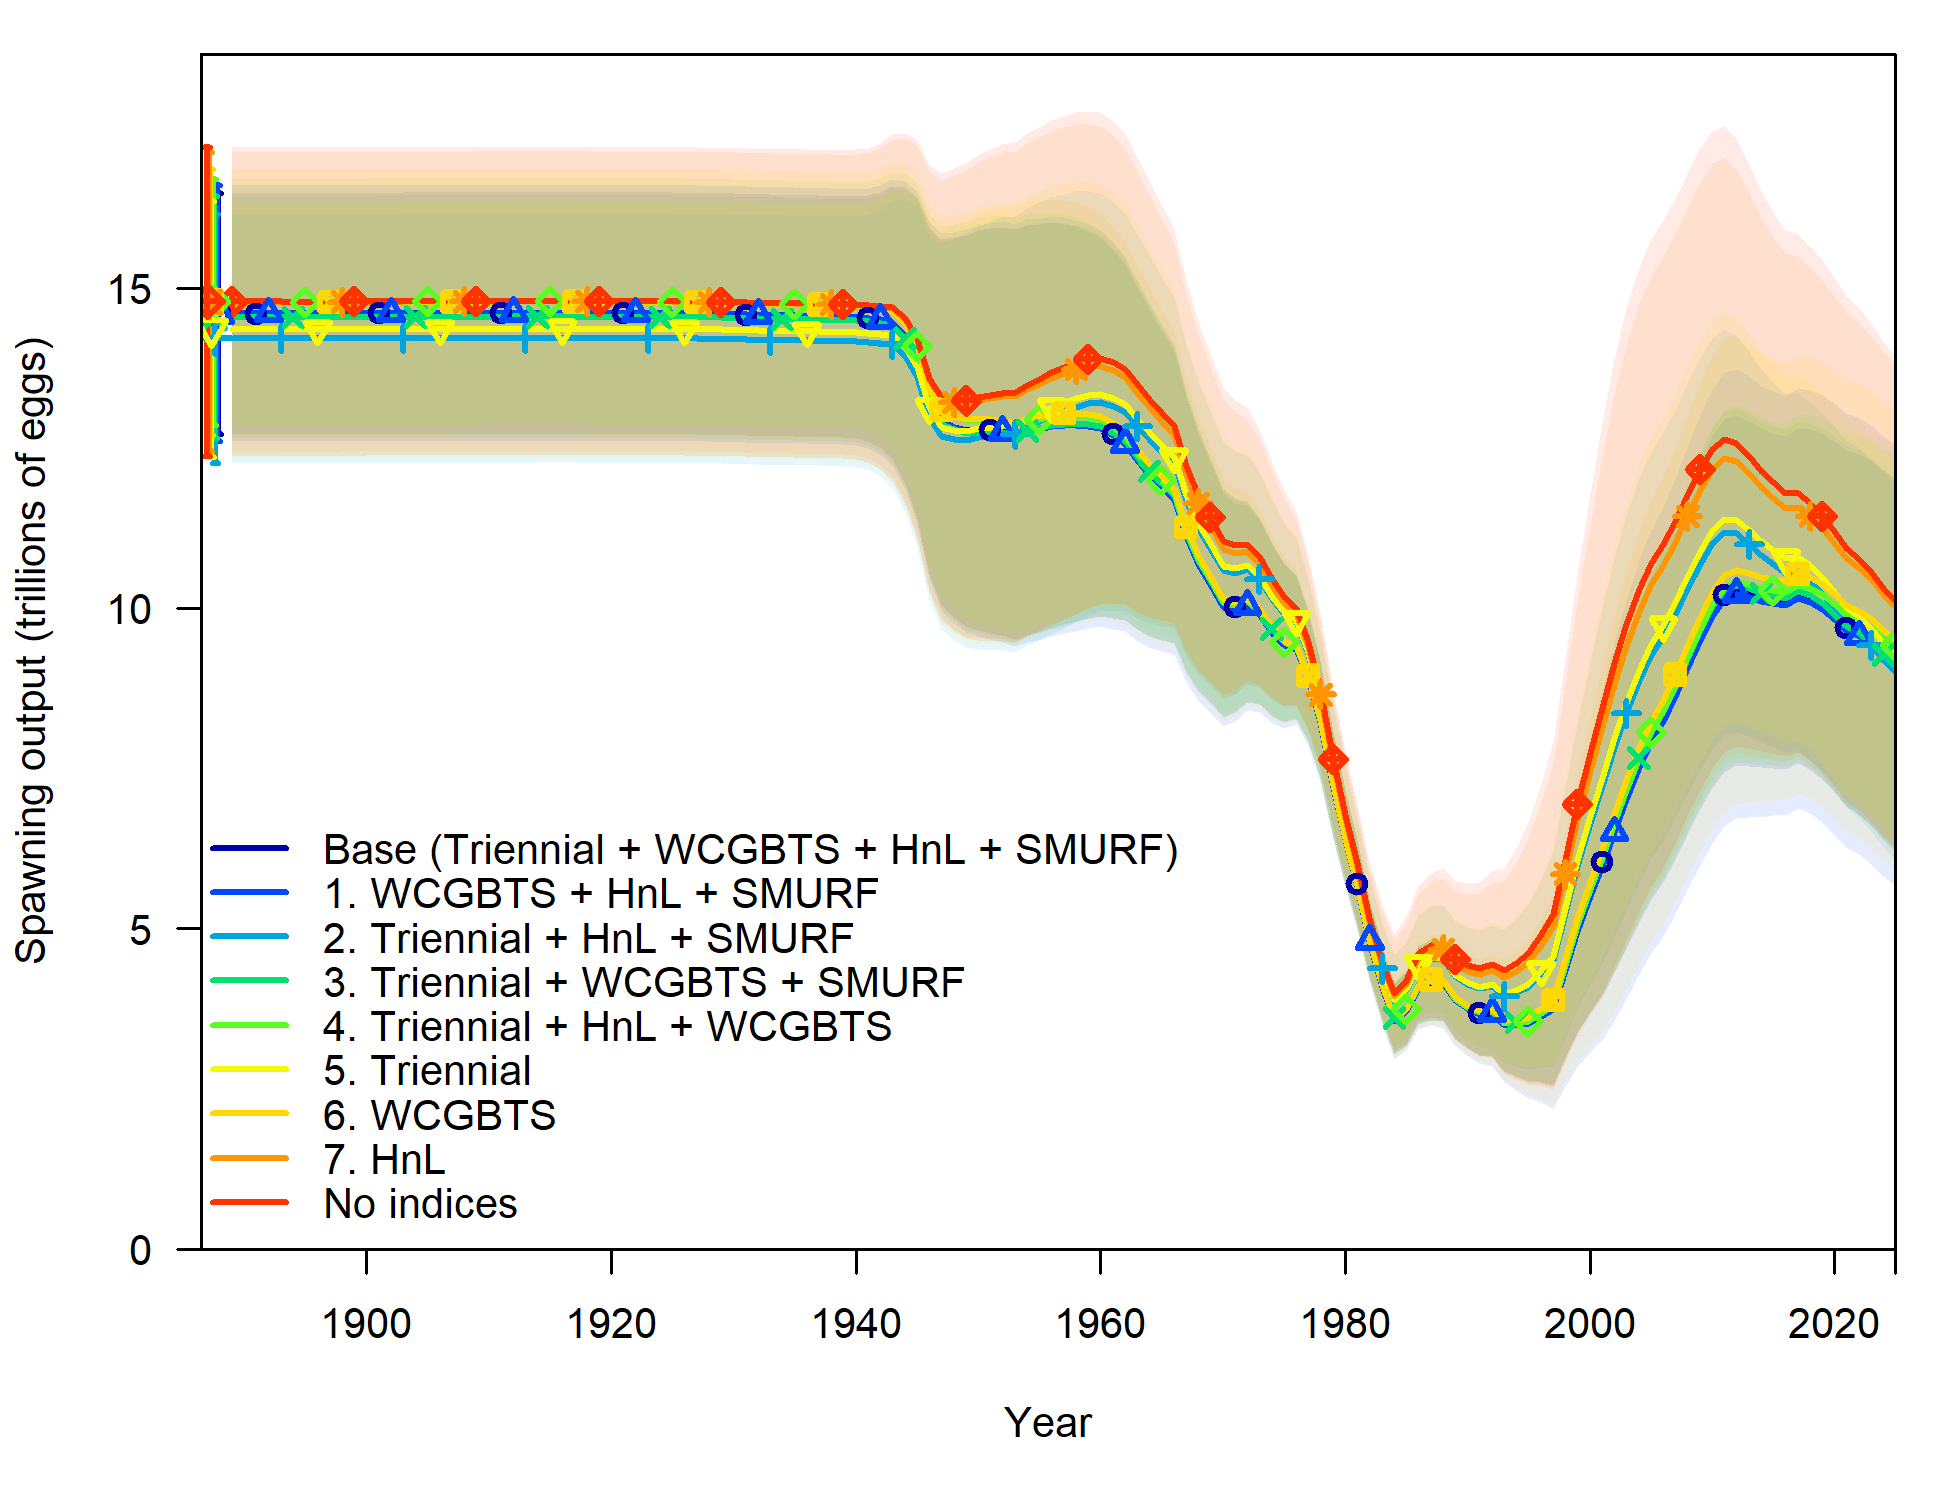 Spawning output (trillions of eggs)
15
10
5
0
Base (Triennial + WCGBTS + HnL + SMURF)
1. WCGBTS + HnL + SMURF
2. Triennial + HnL + SMURF
3. Triennial + WCGBTS + SMURF
4. Triennial + HnL + WCGBTS
5. Triennial
6. WCGBTS
7. HnL
No indices
1900 1920 1940 1960 1980 2000 2020
Year